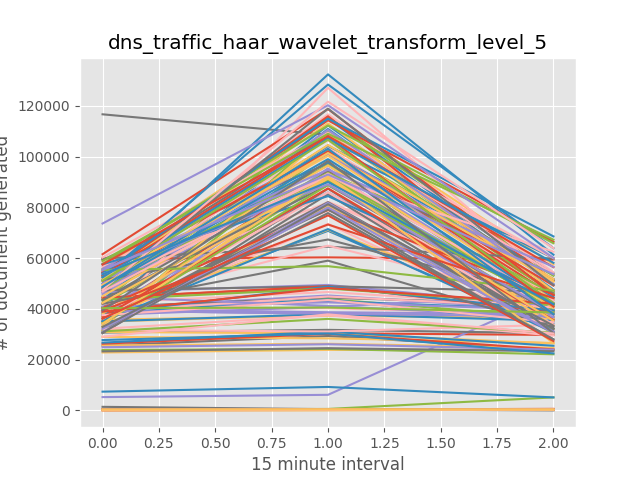 dns_traffic_haar_wavelet_transform_level_5
120000
100000
80000
60000
40000
20000
0
# of document generated
0.00 0.25 0.50 0.75 1.00 1.25 1.50 1.75 2.00
15 minute interval